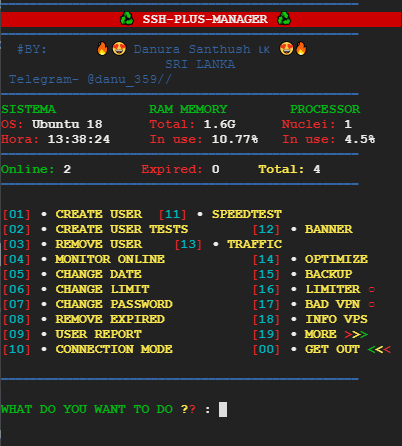 ♻ SSH-PLUS-MANAGER ♻
#BY: 🔥😍 Danura Santhush LK 😍🔥
SRI LANKA
Telegram- @danu_359//
SISTEMA RAM MEMORY PROCESSOR
OS: Ubuntu 18 Total: 1.6G Nuclei: 1
Hora: 13:38:24 In use: 10.77% In use: 4.5%
Online: 2 Expired: 0 Total: 4
[01] • CREATE USER [11] • SPEEDTEST
[02] • CREATE USER TESTS [12] • BANNER
[03] • REMOVE USER [13] • TRAFFIC
[04] • MONITOR ONLINE [14] • OPTIMIZE
[05] • CHANGE DATE [15] • BACKUP
[06] • CHANGE LIMIT [16] • LIMITER ○
[07] • CHANGE PASSWORD [17] • BAD VPN ○
[08] • REMOVE EXPIRED [18] • INFO VPS
[09] • USER REPORT [19] • MORE >>>
[10] • CONNECTION MODE [00] • GET OUT <<<
WHAT DO YOU WANT TO DO ?? :